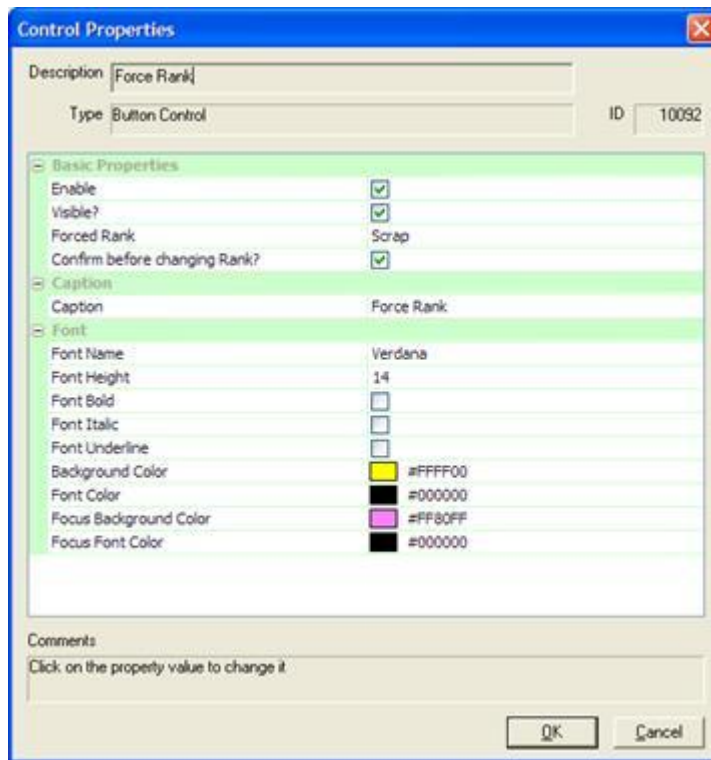 Control Properties
Description Force Rank
Type Button Control ID 10092
Basic Properties
Enable
Visible?
Forced Rank Scrap
Confirm before changing Rank?
Caption
Caption Force Rank
Font
Font Name Verdana
Font Height 14
Font Bold
Font Italic
Font Underline
Background Color #FFFF00
Font Color #000000
Focus Background Color #FF80FF
Focus Font Color #000000
Comments
Click on the property value to change it
OK Cancel